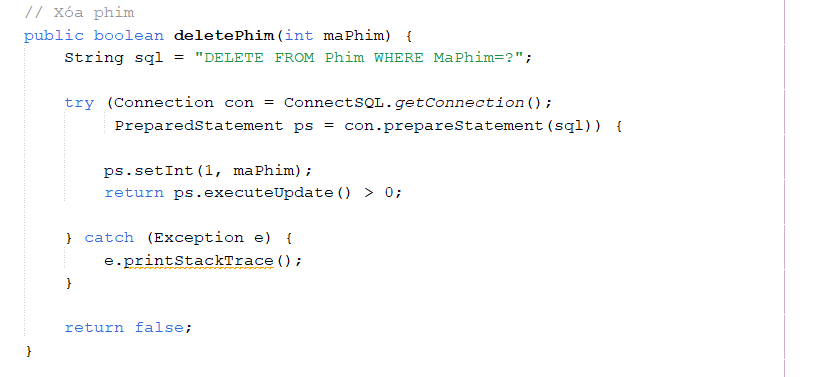 // Xóa phim
public boolean deletePhim(int maPhim) {
String sql = "DELETE FROM Phim WHERE MaPhim=?";
try (Connection con = ConnectSQL.getConnection();
PreparedStatement ps = con.prepareStatement(sql)) {
ps.setInt(1, maPhim);
return ps.executeUpdate() > 0;
} catch (Exception e) {
e.printStackTrace();
}
return false;
}